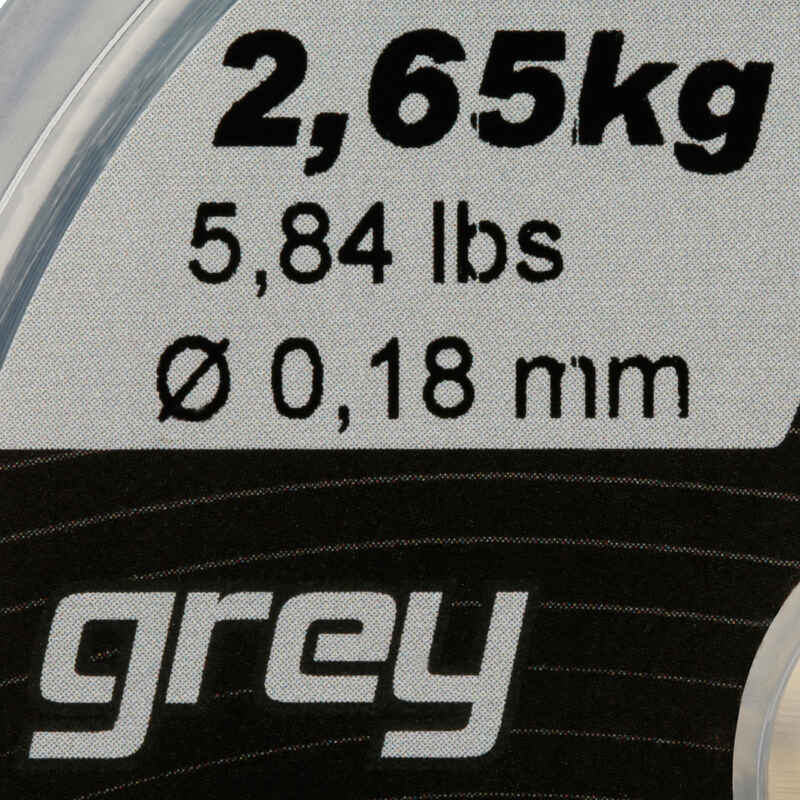 2,65kg
5,84 lbs
Ø 0,18 mm
grey